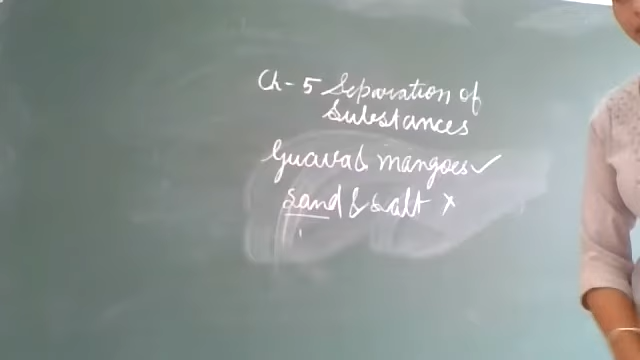 Ch - 5 Separation of
Substances
Guava & mangoes ✓
Sand & salt ×